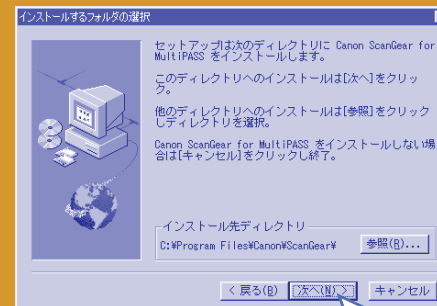 インストールするフォルダの選択
セットアップは次のディレクトリに Canon ScanGear for
MultiPASS をインストールします。
このディレクトリへのインストールは[次へ]をクリッ
ク。
他のディレクトリへのインストールは[参照]をクリック
しディレクトリを選択。
Canon ScanGear for MultiPASS をインストールしない場
合は[キャンセル]をクリックし終了。
インストール先ディレクトリ
C:¥Program Files¥Canon¥ScanGear¥
参照(R)...
< 戻る(B)
次へ(N) >
キャンセル